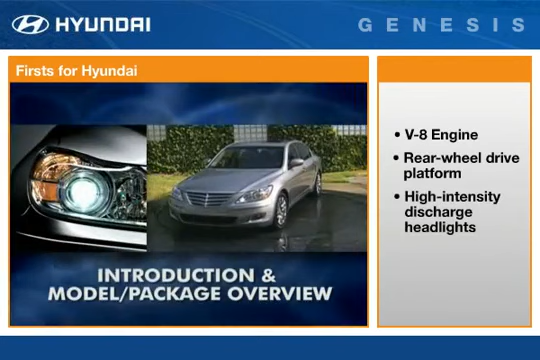 HYUNDAI
GENESIS
Firsts for Hyundai
INTRODUCTION &
MODEL/PACKAGE OVERVIEW
• V-8 Engine
• Rear-wheel drive
platform
• High-intensity
discharge
headlights